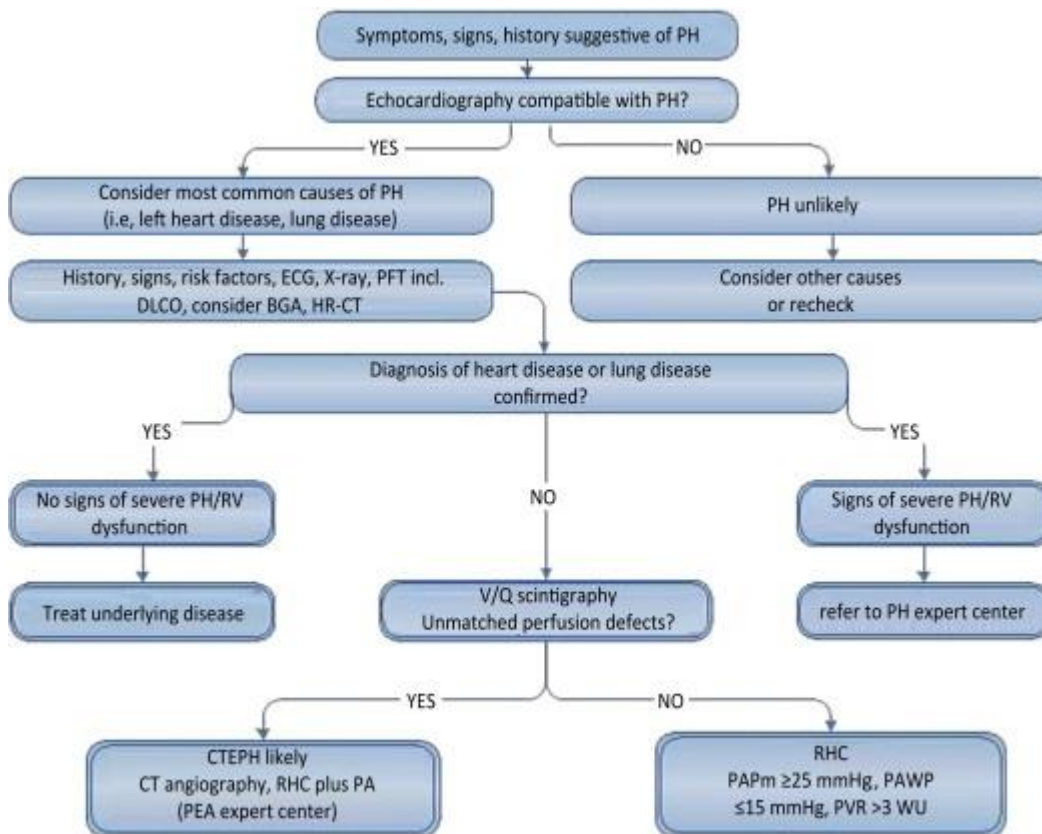 Symptoms, signs, history suggestive of PH
Echocardiography compatible with PH?
YES
NO
Consider most common causes of PH
(i.e, left heart disease, lung disease)
PH unlikely
History, signs, risk factors, ECG, X-ray, PFT incl.
DLCO, consider BGA, HR-CT
Consider other causes
or recheck
Diagnosis of heart disease or lung disease
confirmed?
YES
NO
YES
No signs of severe PH/RV
dysfunction
Signs of severe PH/RV
dysfunction
Treat underlying disease
V/Q scintigraphy
Unmatched perfusion defects?
refer to PH expert center
YES
NO
CTEPH likely
CT angiography, RHC plus PA
(PEA expert center)
RHC
PAPm ≥25 mmHg, PAWP
≤15 mmHg, PVR >3 WU